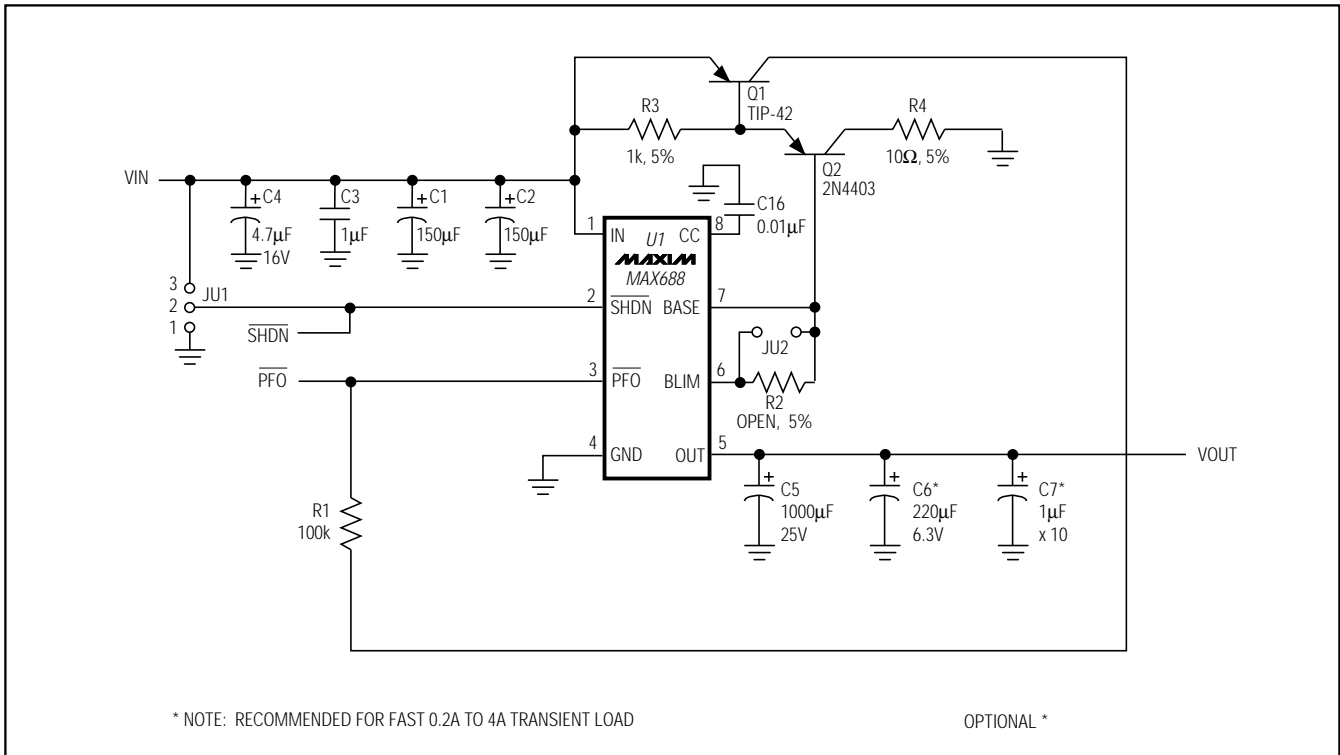 Q1
TIP-42
R3
1k, 5%
R4
10Ω, 5%
Q2
2N4403
VIN
+ C4
4.7μF
16V
C3
1μF
+ C1
150μF
+ C2
150μF
C16
0.01μF
1
IN
U1
CC
8
MAXIM
MAX688
3
2
1
JU1
2
SHDN
BASE
7
SHDN
JU2
PFO
3
PFO
BLIM
6
R2
OPEN, 5%
4
GND
OUT
5
VOUT
R1
100k
+
C5
1000μF
25V
+
C6*
220μF
6.3V
+
C7*
1μF
x 10
* NOTE: RECOMMENDED FOR FAST 0.2A TO 4A TRANSIENT LOAD
OPTIONAL *